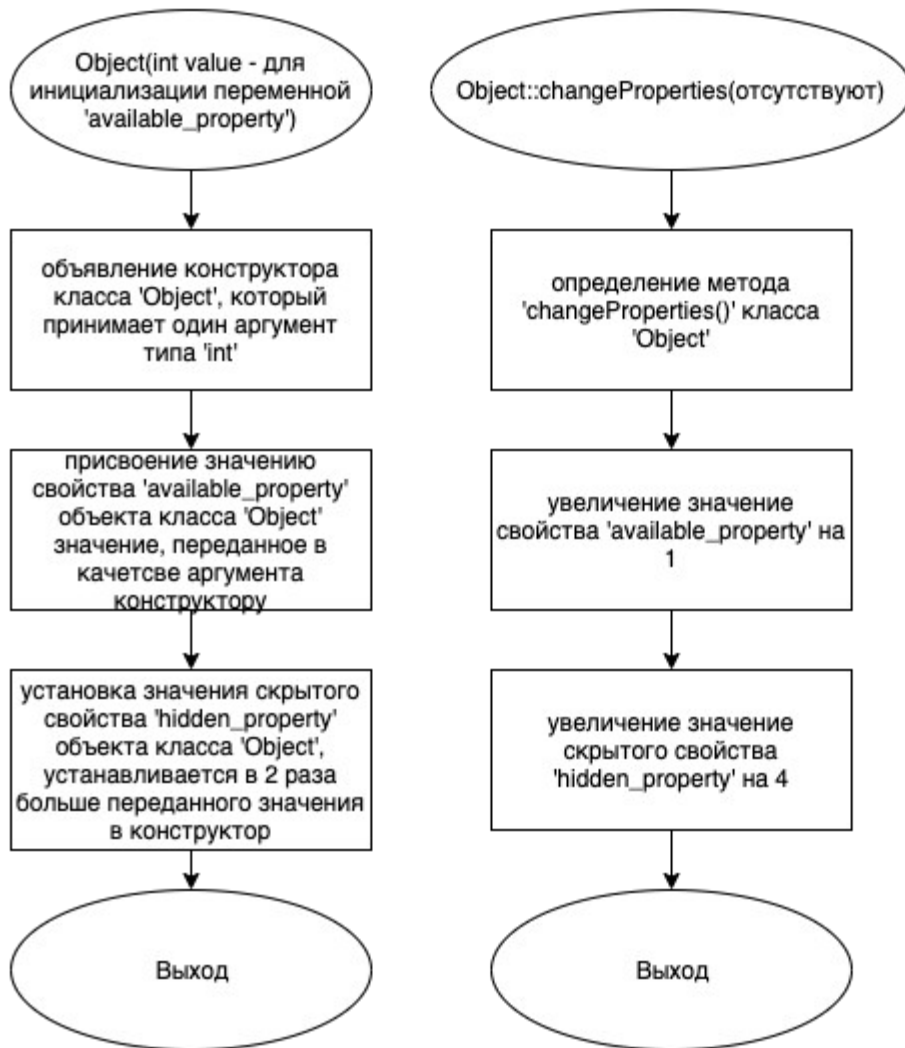 Object(int value - для
инициализации переменной
'available_property')
объявление конструктора
класса 'Object', который
принимает один аргумент
типа 'int'
присвоение значению
свойства 'available_property'
объекта класса 'Object'
значение, переданное в
качетсве аргумента
конструктору
установка значения скрытого
свойства 'hidden_property'
объекта класса 'Object',
устанавливается в 2 раза
больше переданного значения
в конструктор
Выход
Object::changeProperties(отсутствуют)
определение метода
'changeProperties()' класса
'Object'
увеличение значение
свойства 'available_property' на
1
увеличение значение
скрытого свойства
'hidden_property' на 4
Выход